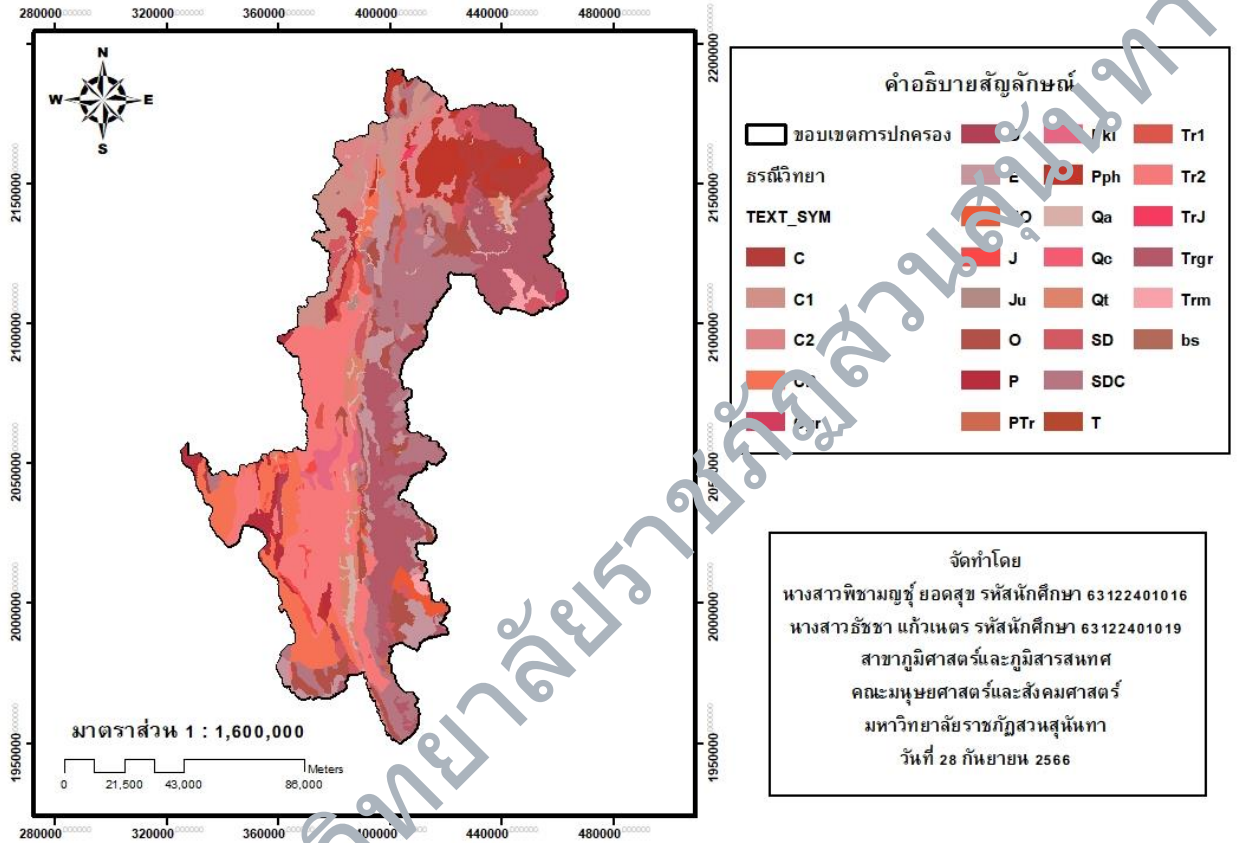 280000 320000 360000 400000 440000 480000
N
W E
S
2200000
2150000
2100000
2050000
2000000
1950000
2200000
2150000
2100000
2000000
1950000
มาตราส่วน 1 : 1,600,000
Meters
0 21,500 43,000 86,000
280000 320000 360000 400000 440000 480000
คำอธิบายสัญลักษณ์
ขอบเขตการปกครอง
ธรณีวิทยา
TEXT_SYM
C
C1
C2
E
J
Ju
O
P
PTr
Pph
Qa
Qc
Qt
SD
SDC
T
Tr1
Tr2
TrJ
Trgr
Trm
bs
จัดทำโดย
นางสาวพิชามญชุ์ ยอดสุข รหัสนักศึกษา 63122401016
นางสาวธัชชา แก้วเนตร รหัสนักศึกษา 63122401019
สาขาภูมิศาสตร์และภูมิสารสนเทศ
คณะมนุษยศาสตร์และสังคมศาสตร์
มหาวิทยาลัยราชภัฏสวนสุนันทา
วันที่ 28 กันยายน 2566
วิทยาลัยราชภัฏสวนสุนันทา